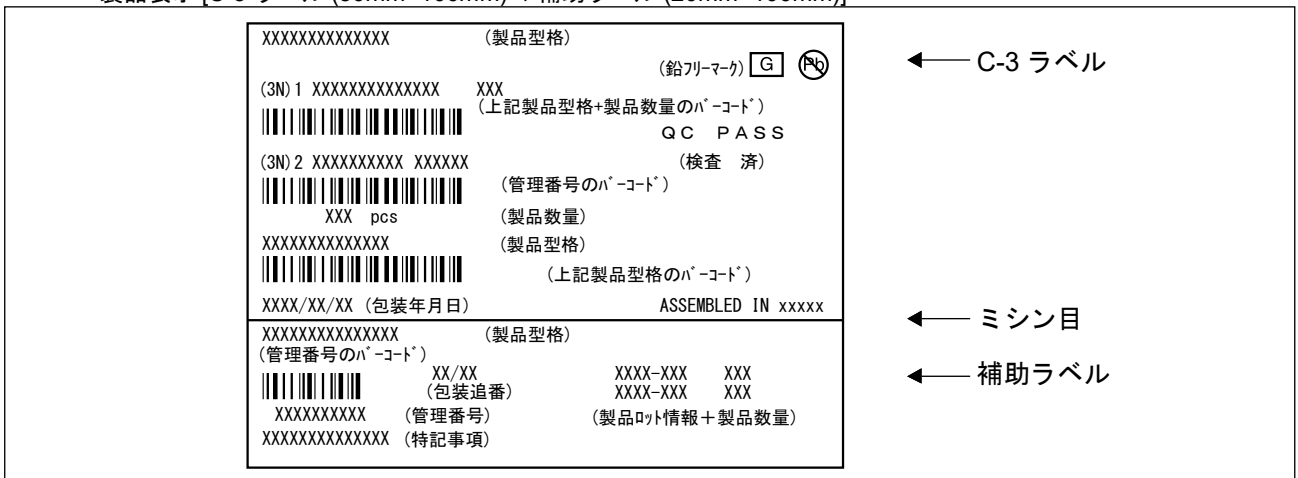 XXXXXXXXXXXXXX (製品型格)
(鉛フリーマーク) G Pb
C-3 ラベル
(3N)1 XXXXXXXXXXXXXX XXX
(上記製品型格+製品数量のバーコード)
QC PASS
(3N)2 XXXXXXXXXX XXXXXX (検査 済)
(管理番号のバーコード)
XXX pcs (製品数量)
XXXXXXXXXXXXXX (製品型格)
(上記製品型格のバーコード)
XXXX/XX/XX (包装年月日) ASSEMBLED IN xxxxx
ミシン目
XXXXXXXXXXXXXXX (製品型格)
(管理番号のバーコード)
XX/XX XXXX-XXX XXX
補助ラベル
(包装追番) XXXX-XXX XXX
XXXXXXXXXX (管理番号) (製品ロット情報+製品数量)
XXXXXXXXXXXXXX (特記事項)